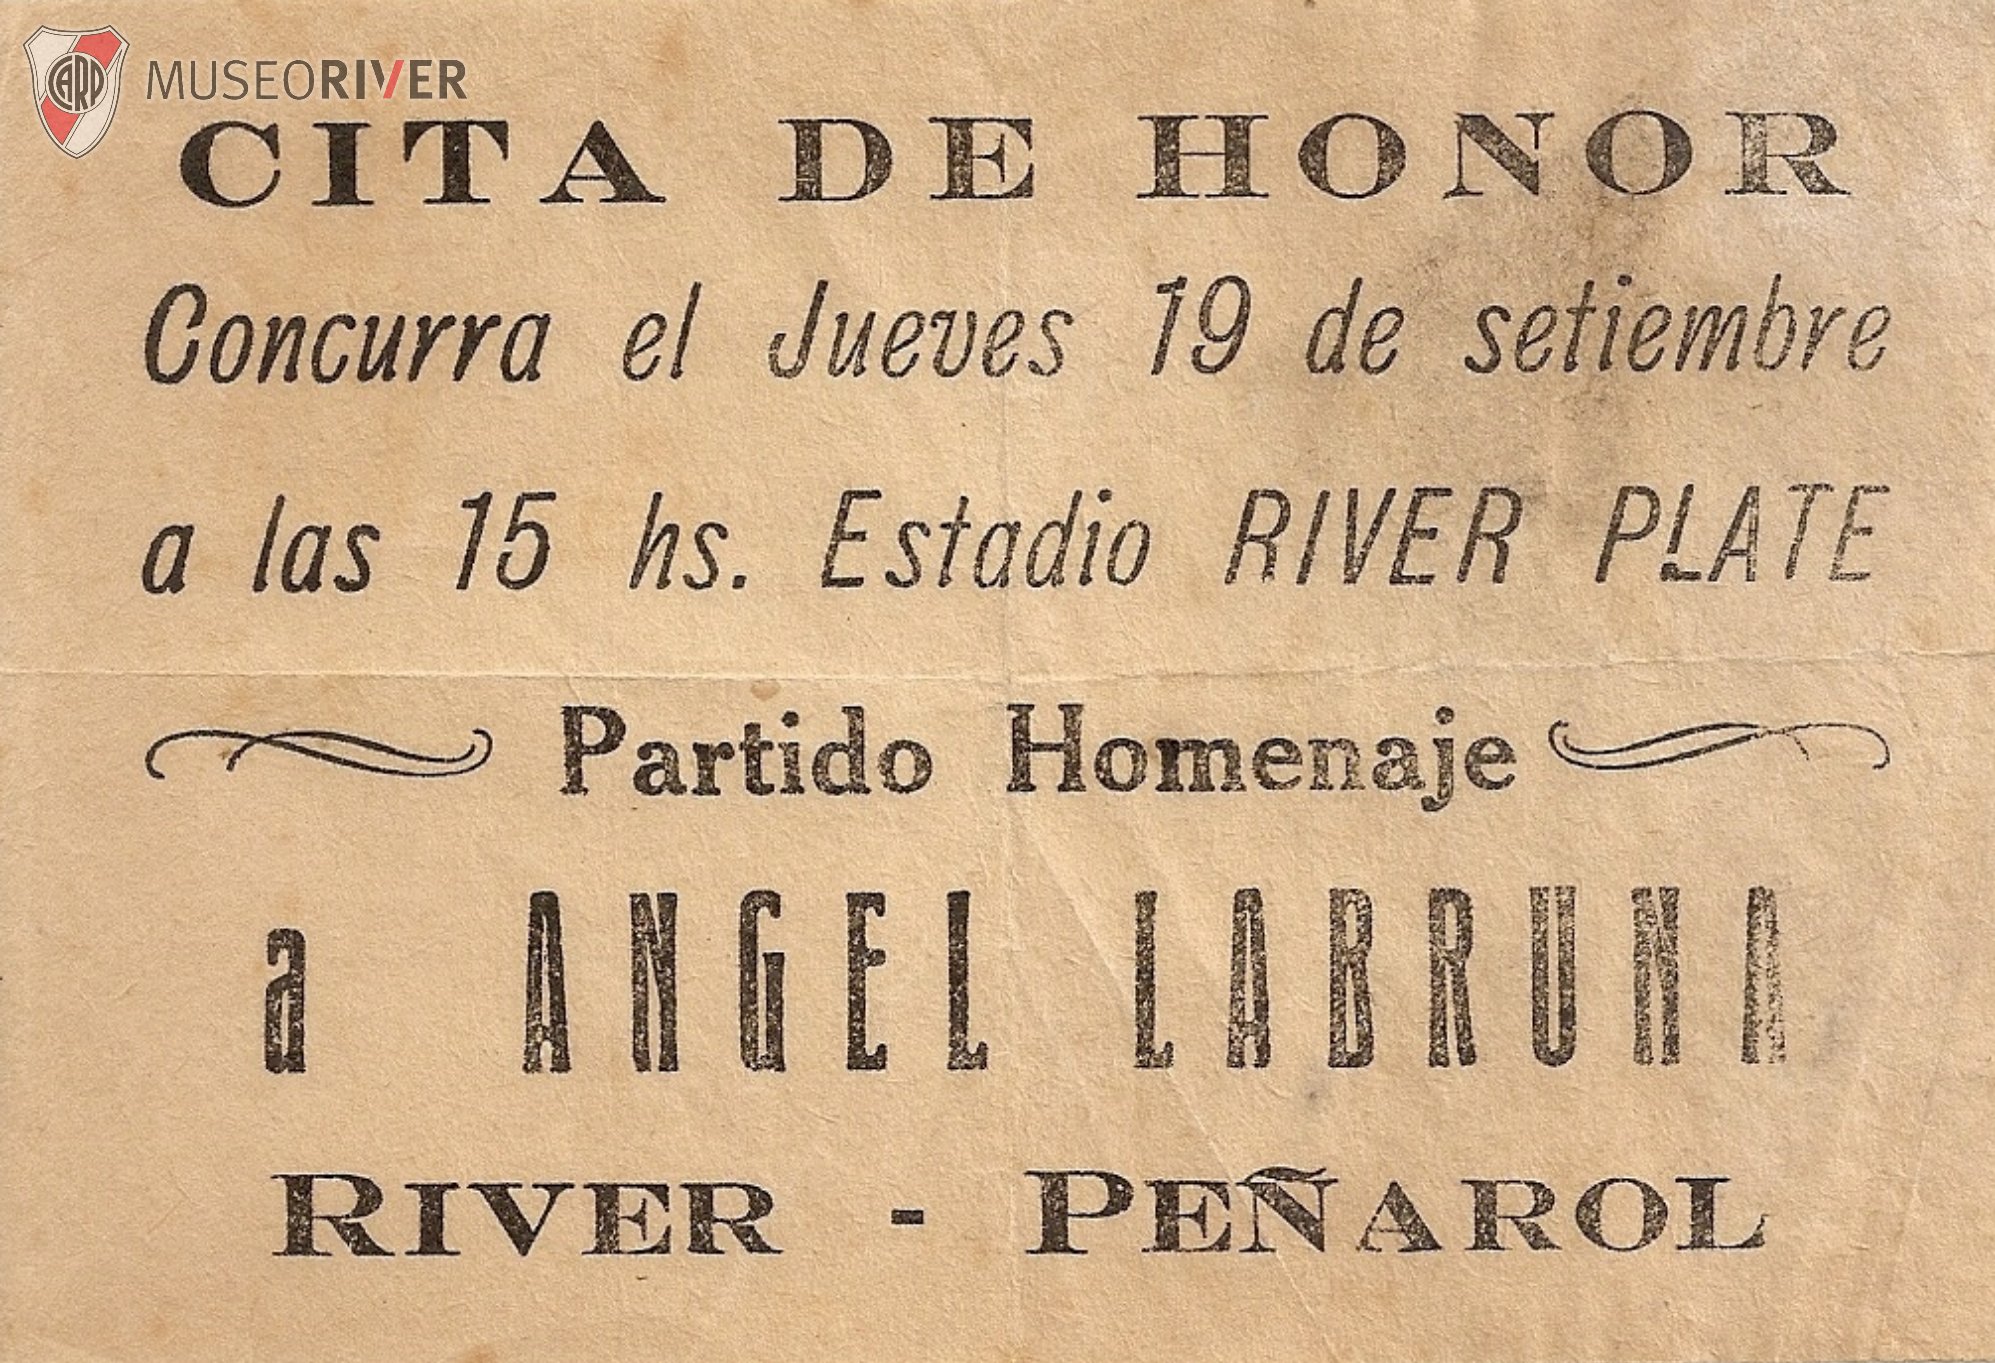 CARP
MUSEORIVER
CITA DE HONOR
Concurra el Jueves 19 de setiembre
a las 15 hs. Estadio RIVER PLATE
Partido Homenaje
a ANGEL LABRUNA
RIVER - PEÑAROL